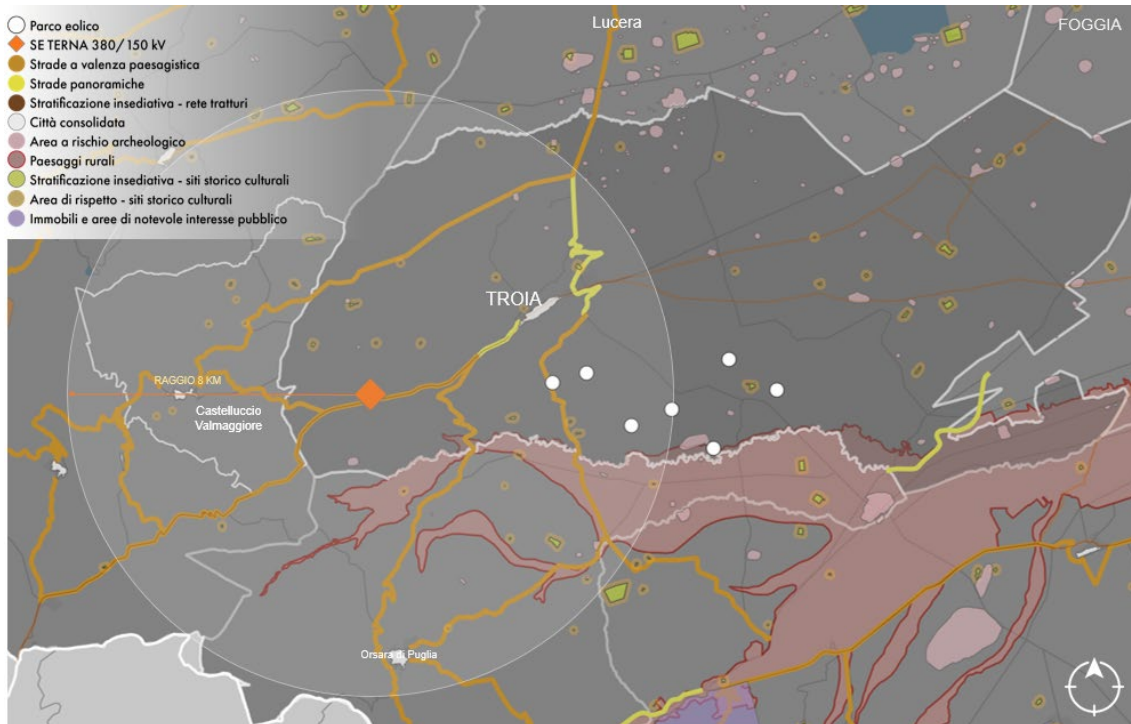 Parco eolico
SE TERNA 380/150 kV
Strade a valenza paesagistica
Strade panoramiche
Stratificazione insediativa - rete tratturi
Città consolidata
Area a rischio archeologico
Paesaggi rurali
Stratificazione insediativa - siti storico culturali
Area di rispetto - siti storico culturali
Immobili e aree di notevole interesse pubblico
Lucera
FOGGIA
TROIA
RAGGIO 8 KM
Castelluccio
Valmaggiore
Orsara di Puglia